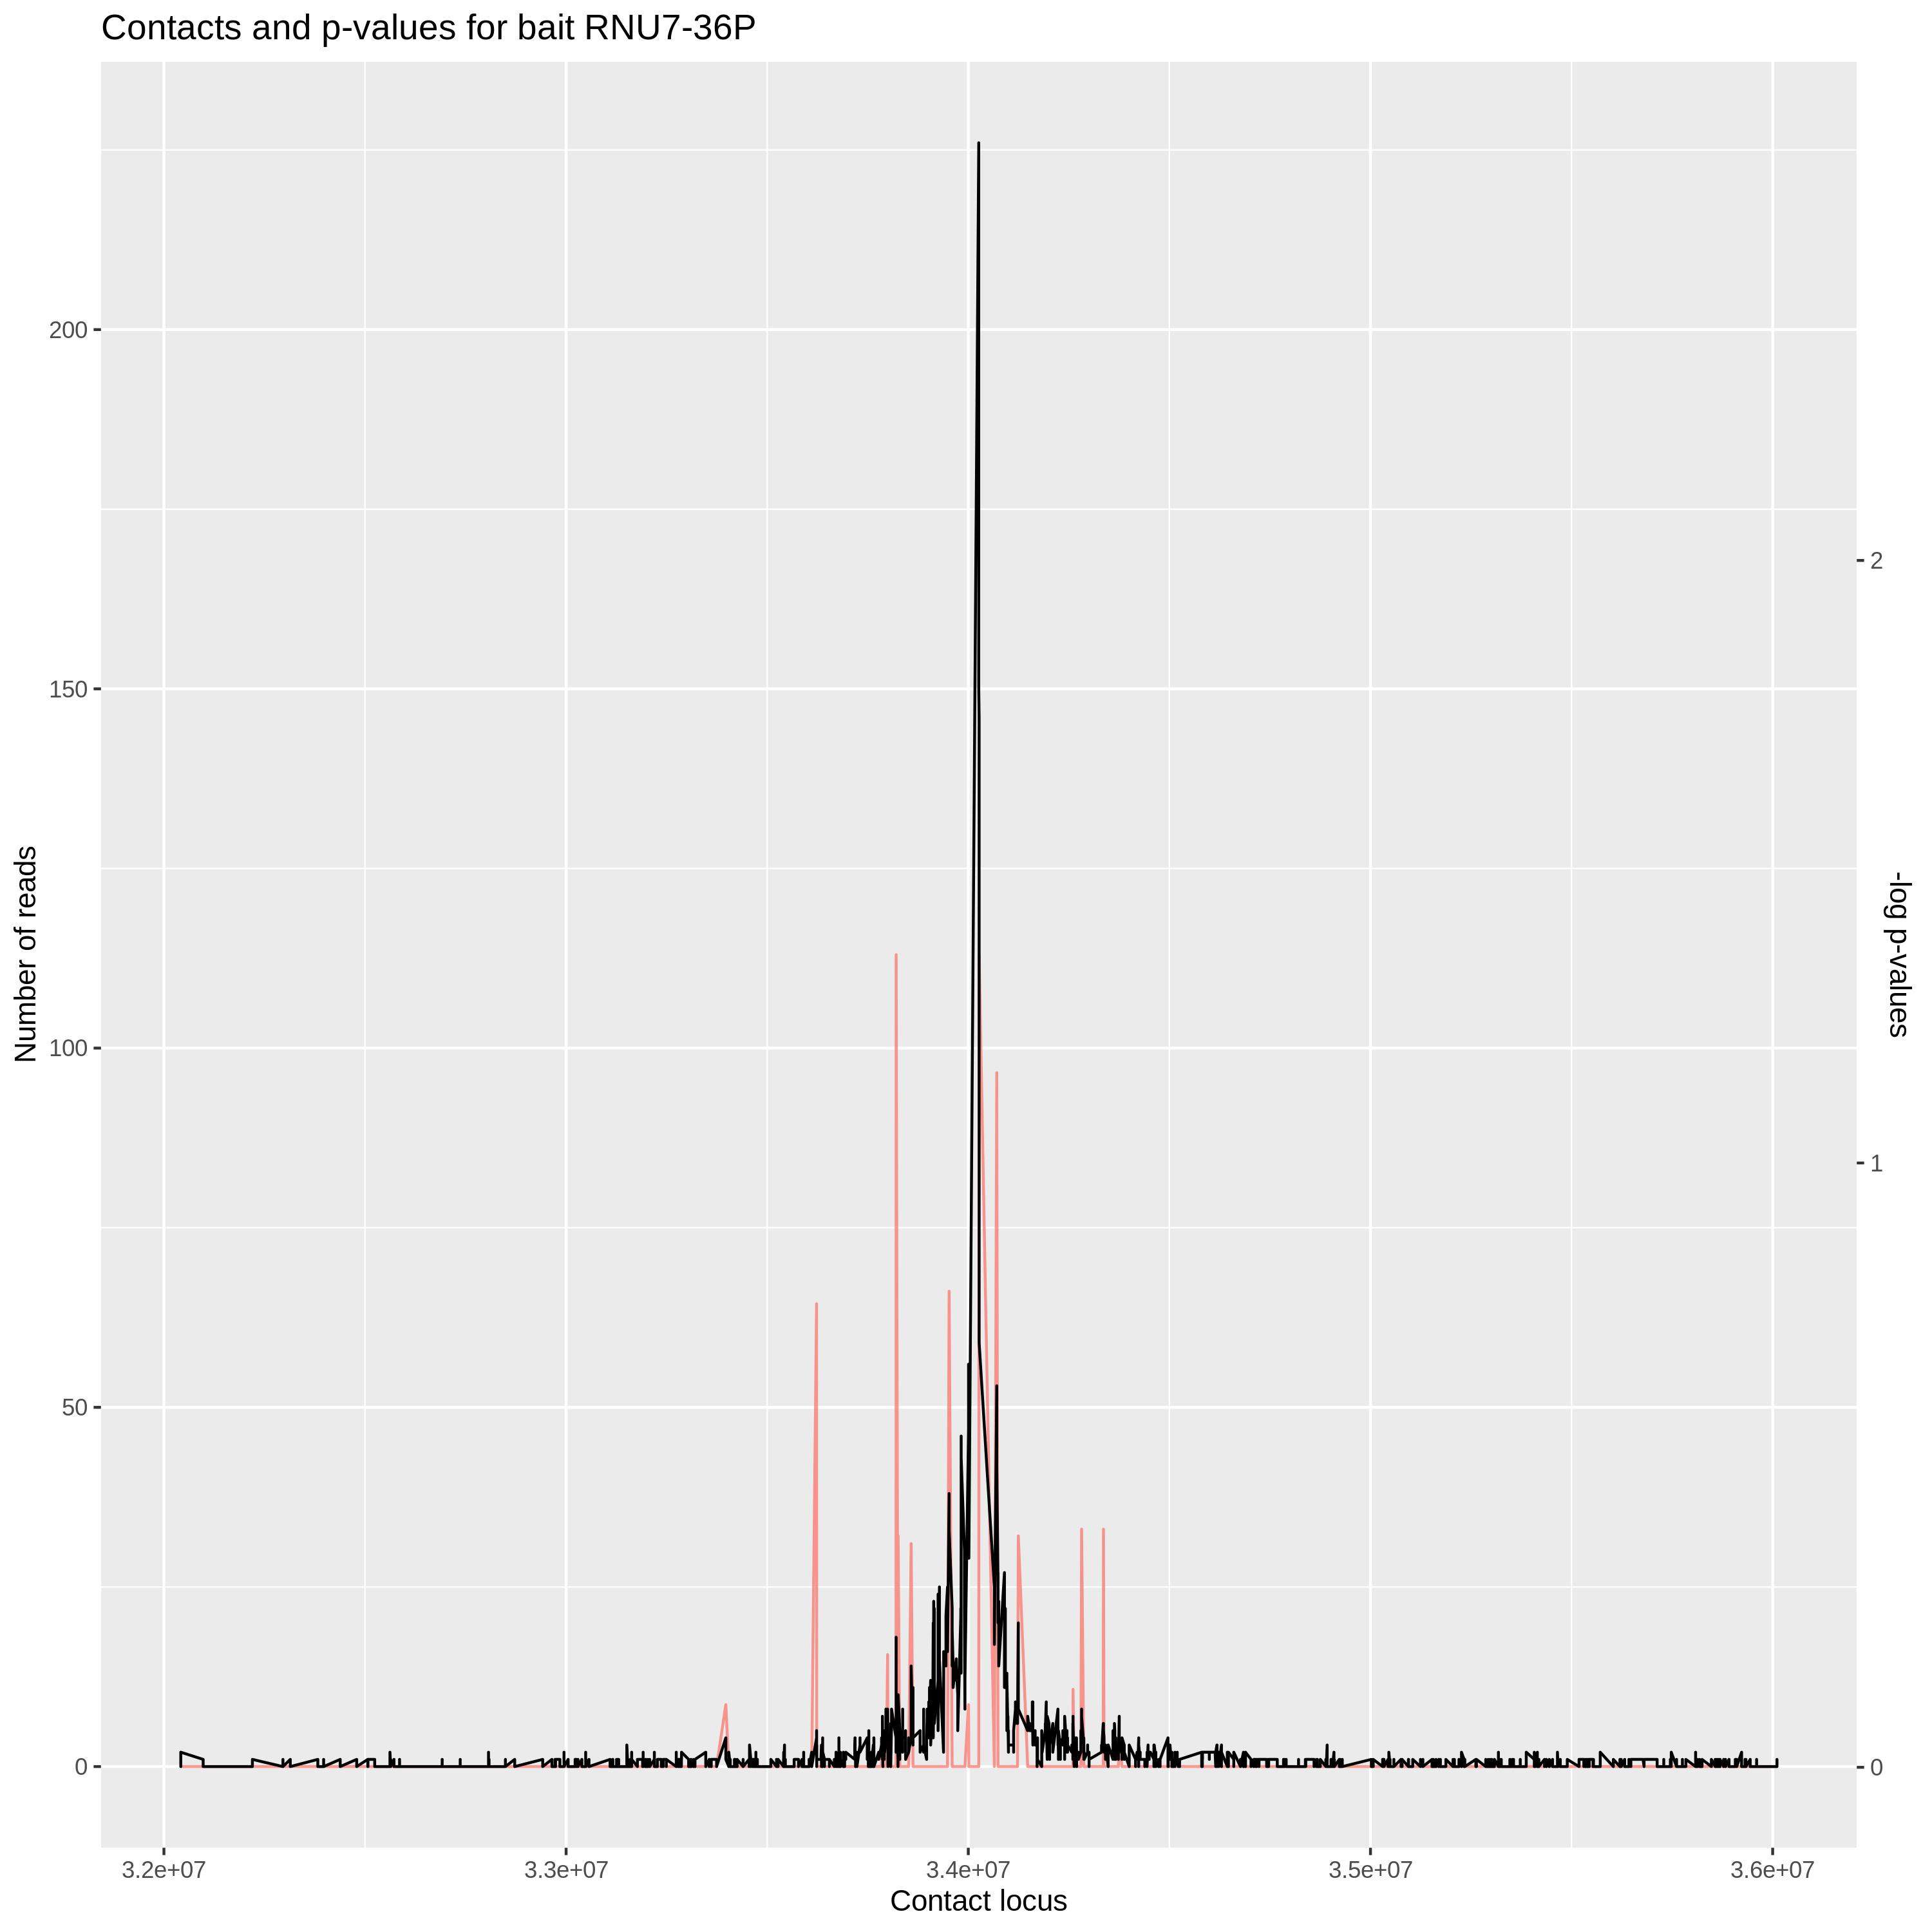 Contacts and p-values for bait RNU7-36P
Number of reads
200
150
100
50
0
2
1
0
-log p-values
3.2e+07 3.3e+07 3.4e+07 3.5e+07 3.6e+07
Contact locus